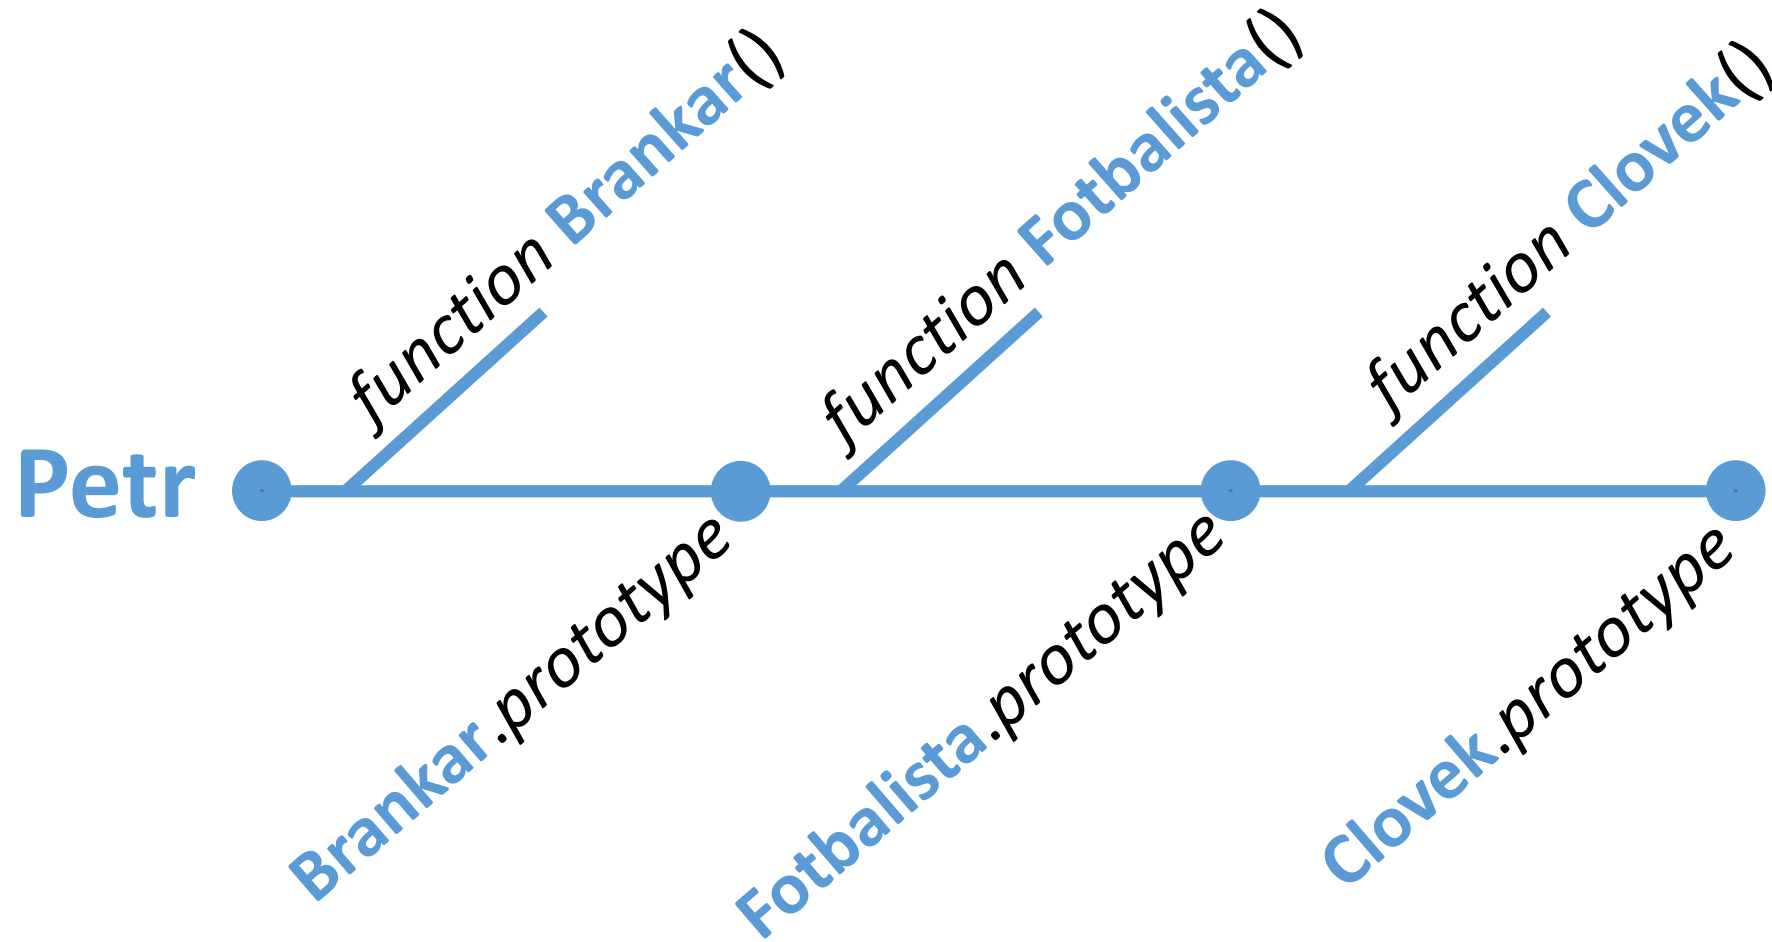 function Brankar()
function Fotbalista()
function Clovek()
Petr
Brankar.prototype
Fotbalista.prototype
Clovek.prototype